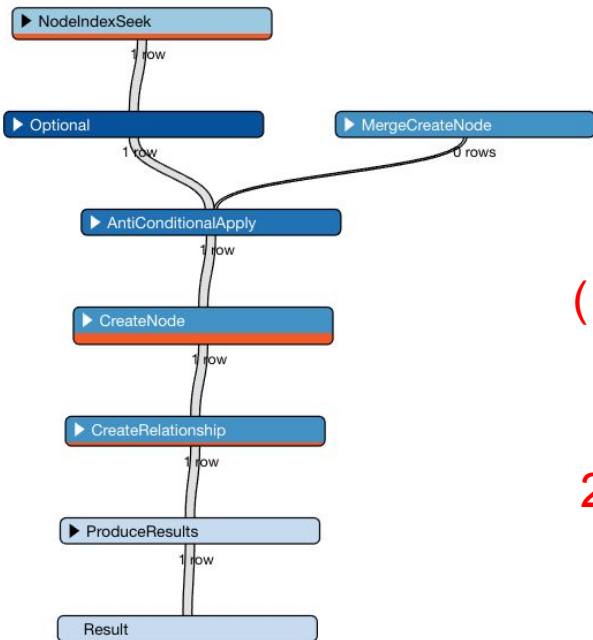 NodeIndexSeek
1 row
Optional
MergeCreateNode
1 row
0 rows
AntiConditionalApply
1 row
(
CreateNode
1 row
CreateRelationship
1 row
2
ProduceResults
1 row
Result